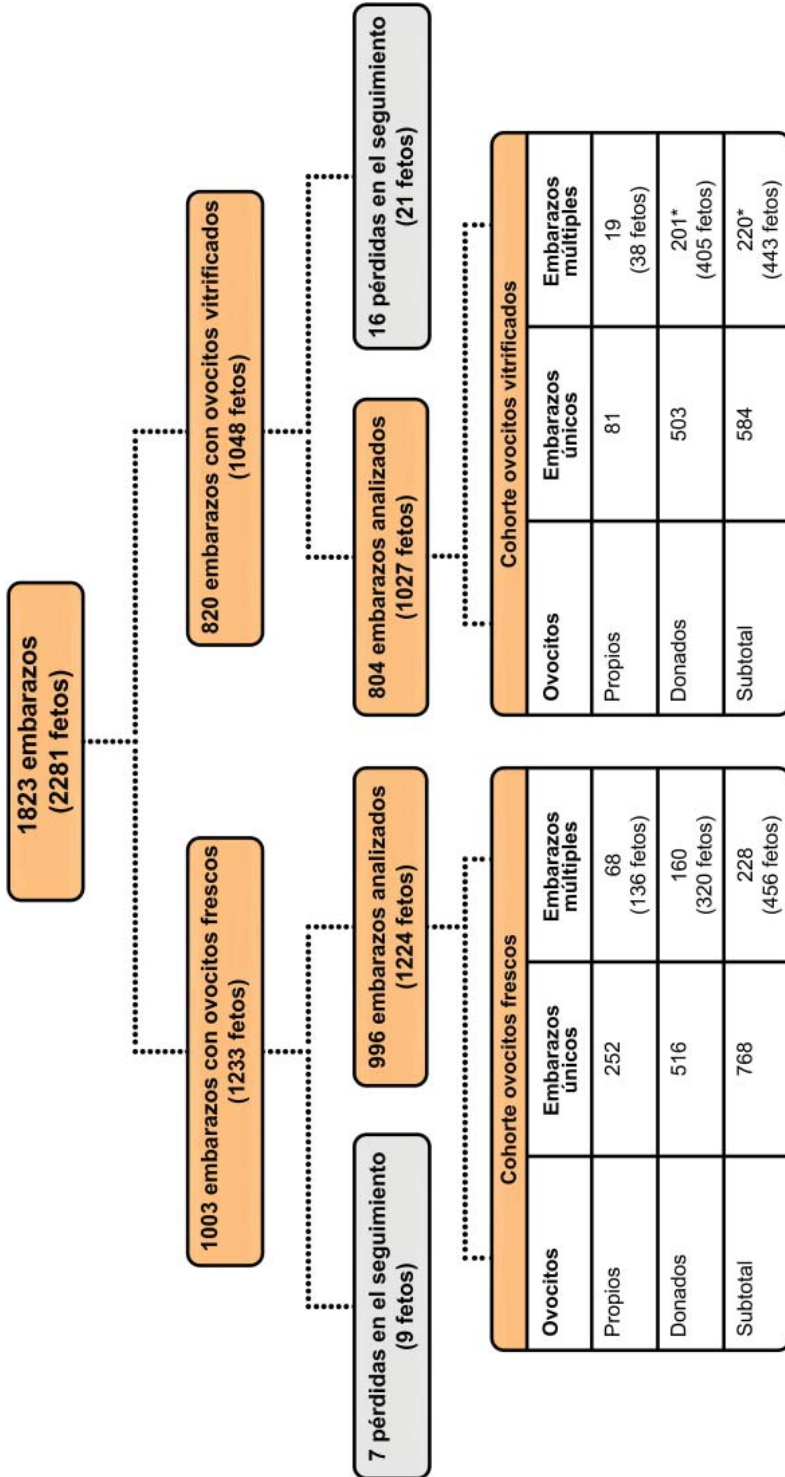 1823 embarazos
(2281 fetos)
1003 embarazos con ovocitos frescos
(1233 fetos)
820 embarazos con ovocitos vitrificados
(1048 fetos)
7 pérdidas en el seguimiento
(9 fetos)
996 embarazos analizados
(1224 fetos)
804 embarazos analizados
(1027 fetos)
16 pérdidas en el seguimiento
(21 fetos)
Cohorte ovocitos frescos
Ovocitos
Embarazos
únicos
Embarazos
múltiples
Propios
252
68
(136 fetos)
Donados
516
160
(320 fetos)
Subtotal
768
228
(456 fetos)
Cohorte ovocitos vitrificados
Ovocitos
Embarazos
únicos
Embarazos
múltiples
Propios
81
19
(38 fetos)
Donados
503
201*
(405 fetos)
Subtotal
584
220*
(443 fetos)